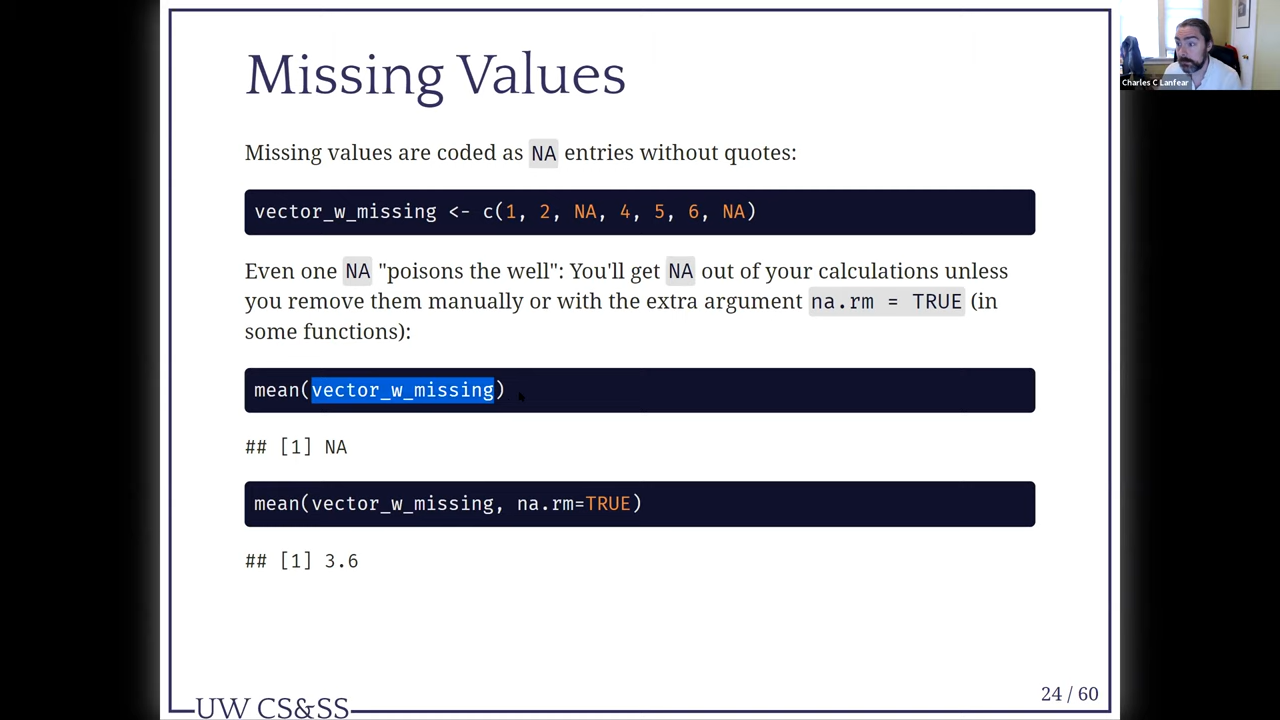 Missing Values
Charles C Lanfear
Missing values are coded as NA entries without quotes:
vector_w_missing <- c(1, 2, NA, 4, 5, 6, NA)
Even one NA "poisons the well": You'll get NA out of your calculations unless
you remove them manually or with the extra argument na.rm = TRUE (in
some functions):
mean(vector_w_missing)
## [1] NA
mean(vector_w_missing, na.rm=TRUE)
## [1] 3.6
24 / 60
UW CS&SS